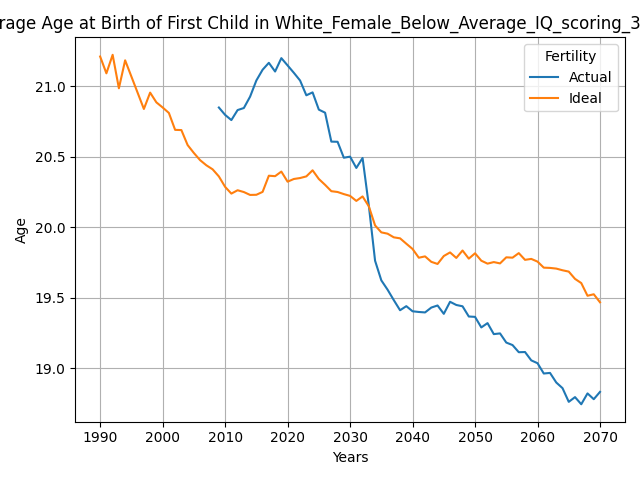 rage Age at Birth of First Child in White_Female_Below_Average_IQ_scoring_3
Fertility
Actual
Ideal
21.0
20.5
20.0
19.5
19.0
Age
1990 2000 2010 2020 2030 2040 2050 2060 2070
Years